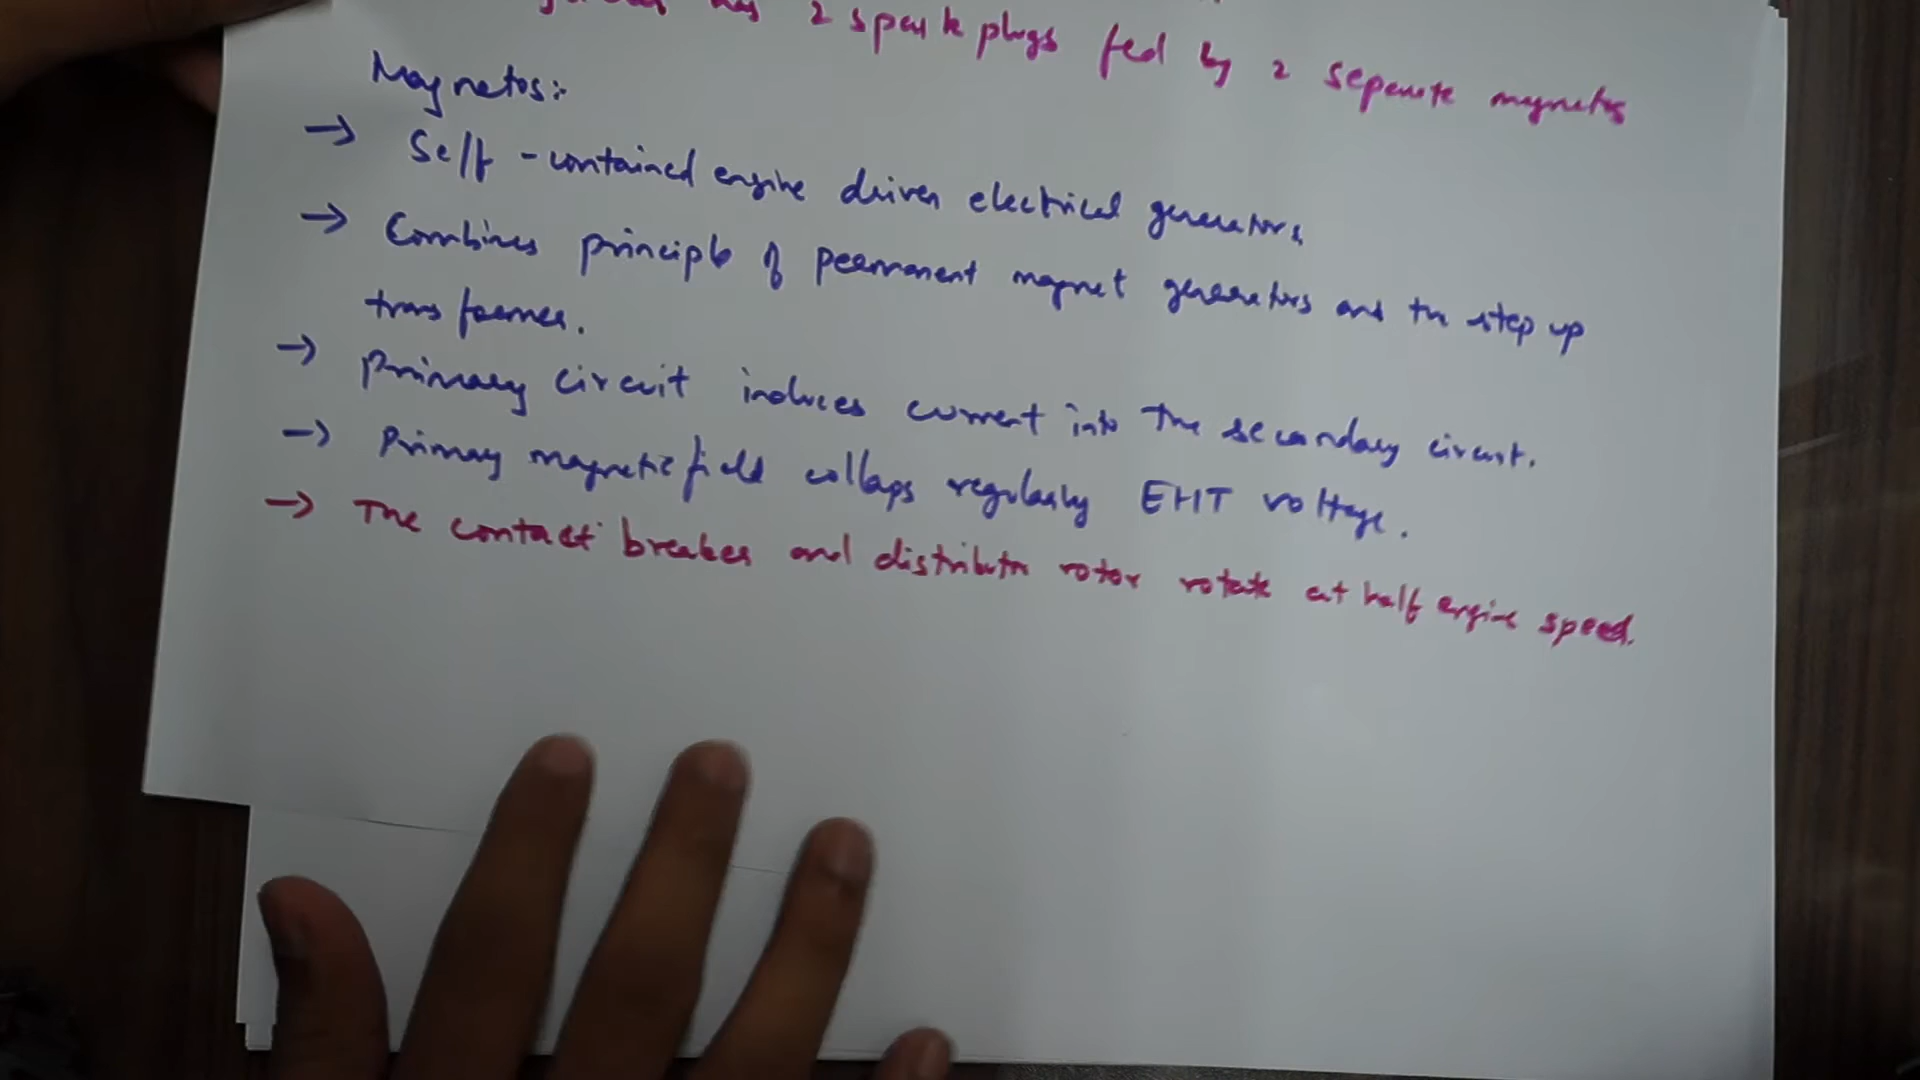 has 2 spark plugs fed by 2 separate magnetos
Magnetos:-
→ Self-contained engine driven electrical generators.
→ Combines principle of permanent magnet generators and the step up
transformer.
→ Primary circuit induces current into the secondary circuit.
→ Primary magnetic field collaps regularly EHT voltage.
→ The contact breaker and distributor rotor rotate at half engine speed.